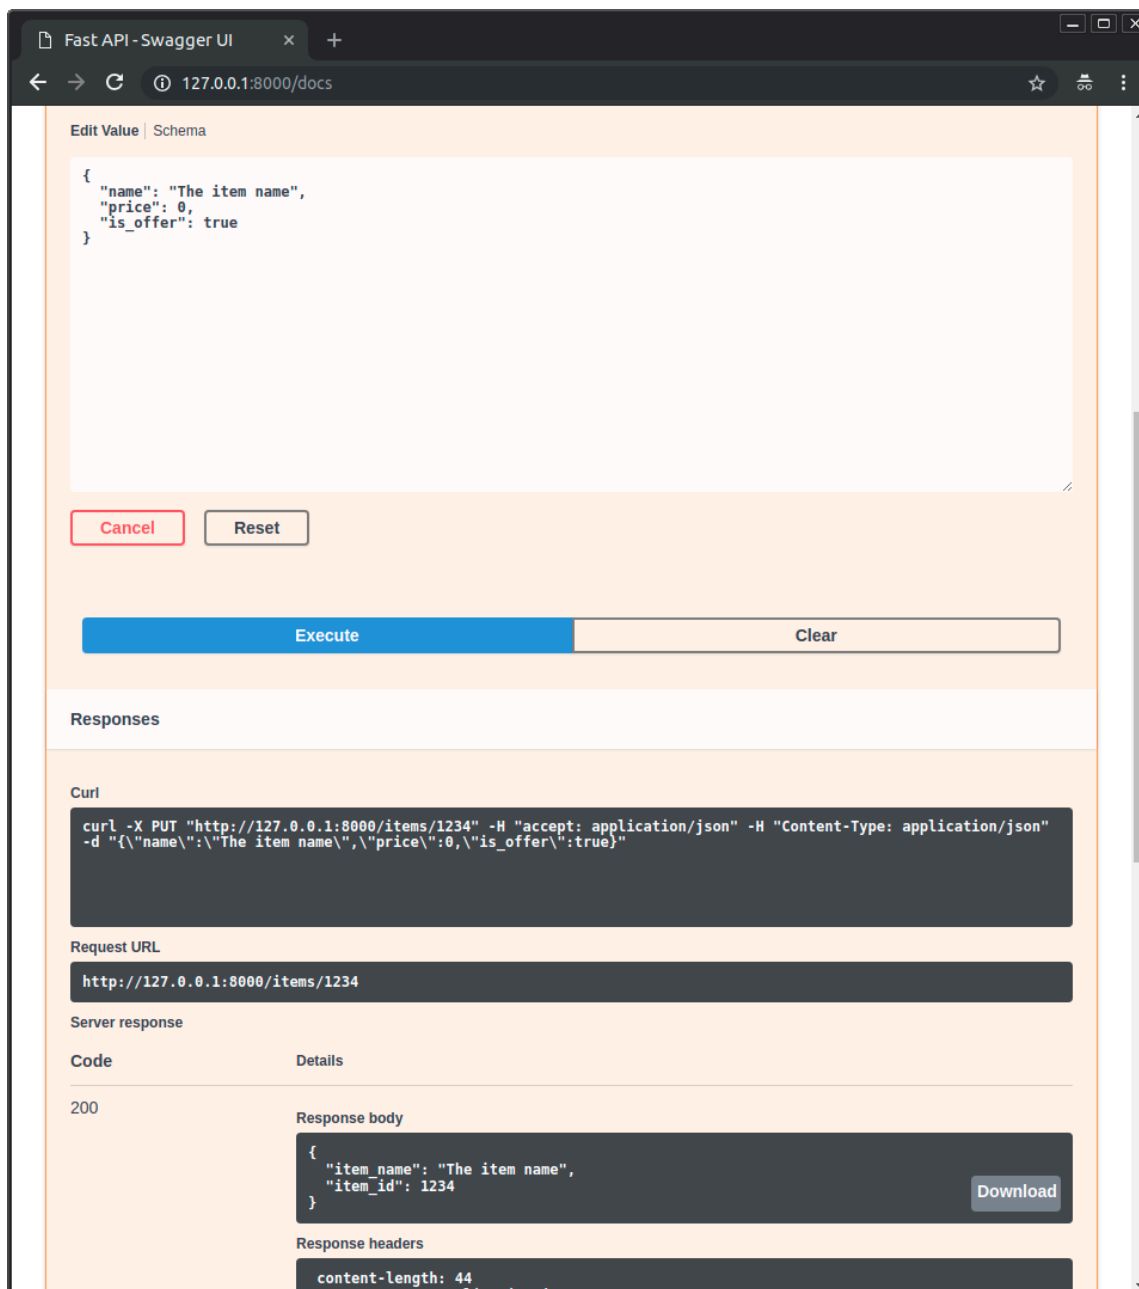 Fast API - Swagger UI
127.0.0.1:8000/docs
Edit Value | Schema
{
  "name": "The item name",
  "price": 0,
  "is_offer": true
}
Cancel Reset
Execute Clear
Responses
Curl
curl -X PUT "http://127.0.0.1:8000/items/1234" -H "accept: application/json" -H "Content-Type: application/json"
-d "{\"name\":\"The item name\",\"price\":0,\"is_offer\":true}"
Request URL
http://127.0.0.1:8000/items/1234
Server response
Code Details
200
Response body
{
  "item_name": "The item name",
  "item_id": 1234
}
Download
Response headers
content-length: 44